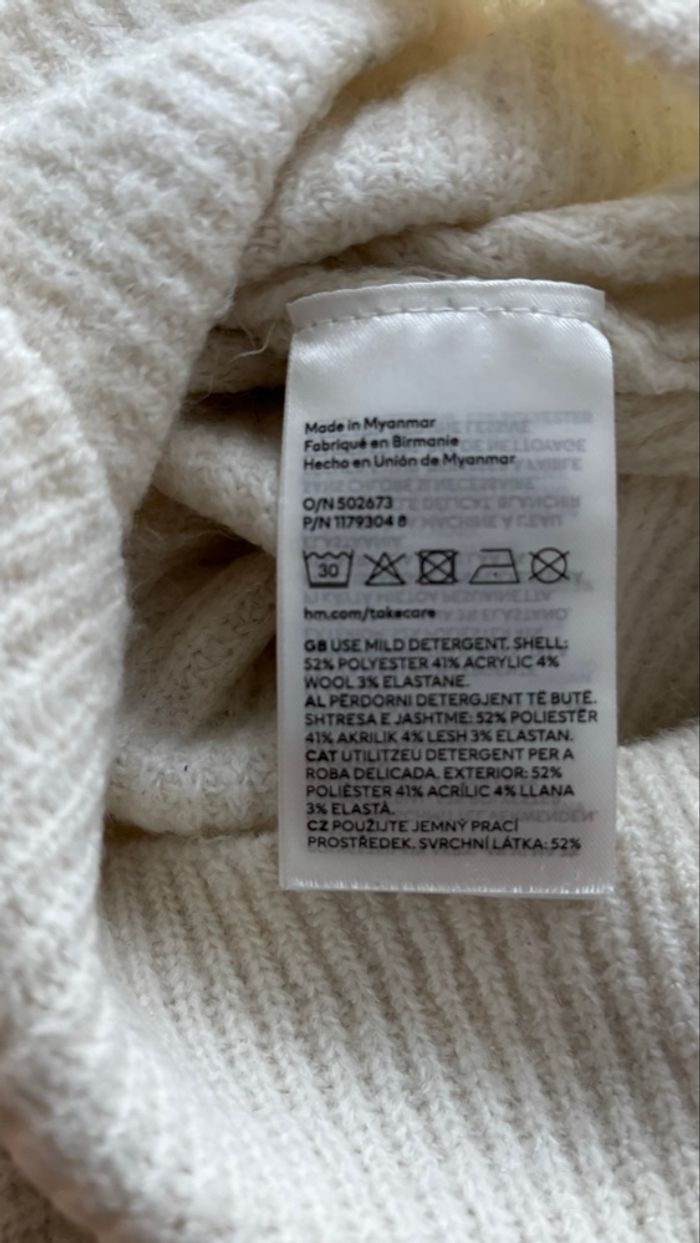 Made in Myanmar
Fabriqué en Birmanie
Hecho en Unión de Myanmar
O/N 502673
P/N 1179304 8
30
hm.com/takecare
GB USE MILD DETERGENT. SHELL:
52% POLYESTER 41% ACRYLIC 4%
WOOL 3% ELASTANE.
AL PËRDORNI DETERGJENT TË BUTË.
SHTRESA E JASHTME: 52% POLIESTËR
41% AKRILIK 4% LESH 3% ELASTAN.
CAT UTILITZEU DETERGENT PER A
ROBA DELICADA. EXTERIOR: 52%
POLIÈSTER 41% ACRÍLIC 4% LLANA
3% ELASTÀ.
CZ POUŽIJTE JEMNÝ PRACÍ
PROSTŘEDEK. SVRCHNÍ LÁTKA: 52%